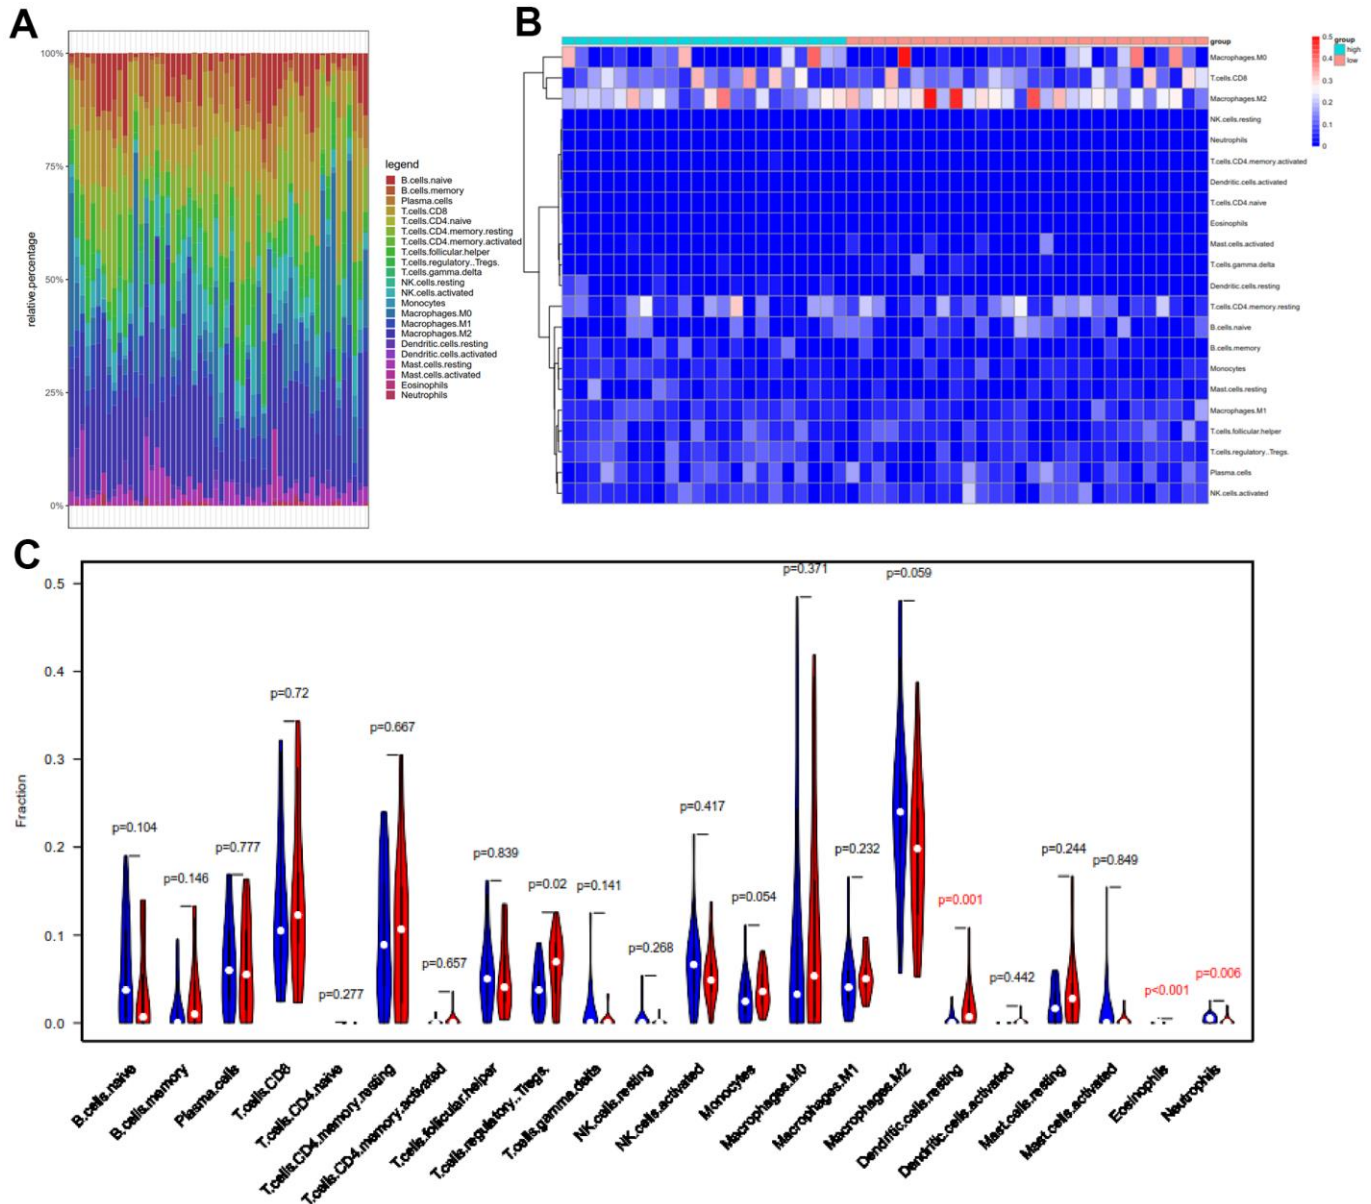 A
100%
75%
50%
25%
0%
relative.percentage
legend
B.cells.naive
B.cells.memory
Plasma.cells
T.cells.CD8
T.cells.CD4.naive
T.cells.CD4.memory.resting
T.cells.CD4.memory.activated
T.cells.follicular.helper
T.cells.regulatory..Tregs.
T.cells.gamma.delta
NK.cells.resting
NK.cells.activated
Monocytes
Macrophages.M0
Macrophages.M1
Macrophages.M2
Dendritic.cells.resting
Dendritic.cells.activated
Mast.cells.resting
Mast.cells.activated
Eosinophils
Neutrophils
B
group
Macrophages.M0
T.cells.CD8
Macrophages.M2
NK.cells.resting
Neutrophils
T.cells.CD4.memory.activated
Dendritic.cells.activated
T.cells.CD4.naive
Eosinophils
Mast.cells.activated
T.cells.gamma.delta
Dendritic.cells.resting
T.cells.CD4.memory.resting
B.cells.naive
B.cells.memory
Monocytes
Mast.cells.resting
Macrophages.M1
T.cells.follicular.helper
T.cells.regulatory..Tregs.
Plasma.cells
NK.cells.activated
0.5
0.4
0.3
0.2
0.1
0
group
high
low
C
Fraction
0.5
0.4
0.3
0.2
0.1
0.0
p=0.104
p=0.146
p=0.777
p=0.72
p=0.277
p=0.667
p=0.657
p=0.839
p=0.02
p=0.141
p=0.268
p=0.417
p=0.054
p=0.371
p=0.232
p=0.059
p=0.001
p=0.442
p=0.244
p=0.849
p<0.001
p=0.006
B.cells.naive
B.cells.memory
Plasma.cells
T.cells.CD8
T.cells.CD4.naive
T.cells.CD4.memory.resting
T.cells.CD4.memory.activated
T.cells.follicular.helper
T.cells.regulatory..Tregs.
T.cells.gamma.delta
NK.cells.resting
NK.cells.activated
Monocytes
Macrophages.M0
Macrophages.M1
Macrophages.M2
Dendritic.cells.resting
Dendritic.cells.activated
Mast.cells.resting
Mast.cells.activated
Eosinophils
Neutrophils